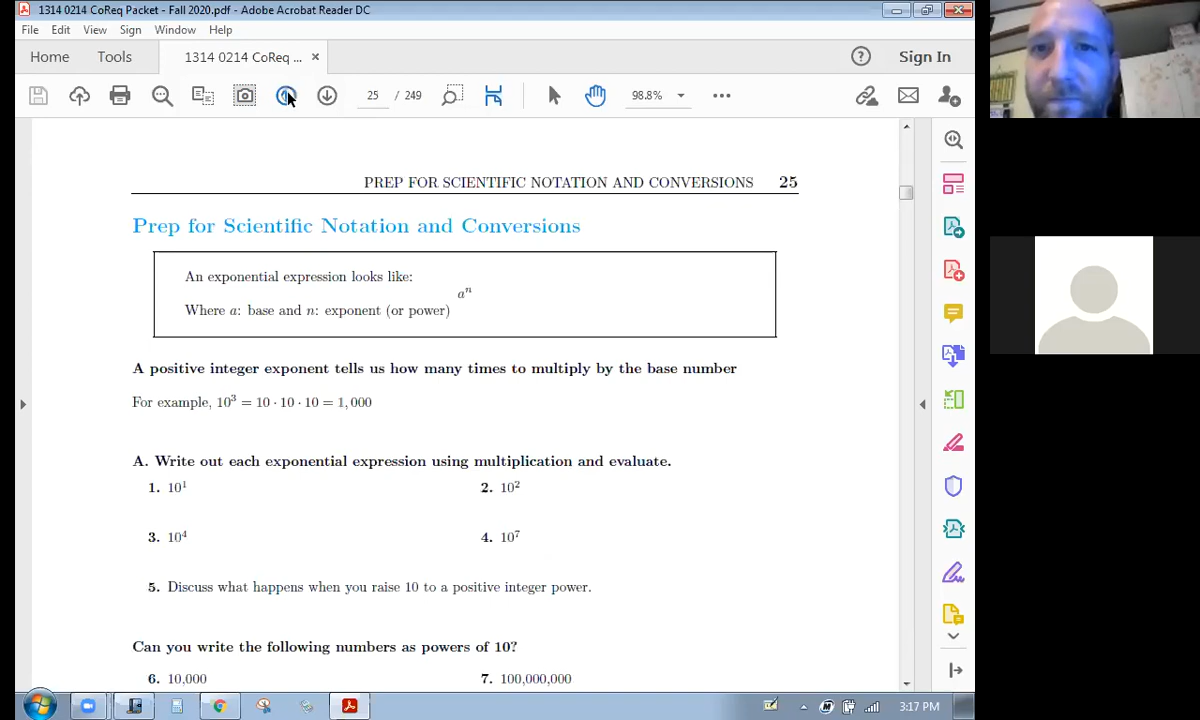 1314 0214 CoReq Packet - Fall 2020.pdf - Adobe Acrobat Reader DC
File Edit View Sign Window Help
Home Tools 1314 0214 CoReq ... × Sign In
25 / 249 98.8%
PREP FOR SCIENTIFIC NOTATION AND CONVERSIONS 25
Prep for Scientific Notation and Conversions
An exponential expression looks like:
aⁿ
Where a: base and n: exponent (or power)
A positive integer exponent tells us how many times to multiply by the base number
For example, 10³ = 10 · 10 · 10 = 1,000
A. Write out each exponential expression using multiplication and evaluate.
1. 10¹ 2. 10²
3. 10⁴ 4. 10⁷
5. Discuss what happens when you raise 10 to a positive integer power.
Can you write the following numbers as powers of 10?
6. 10,000 7. 100,000,000
3:17 PM